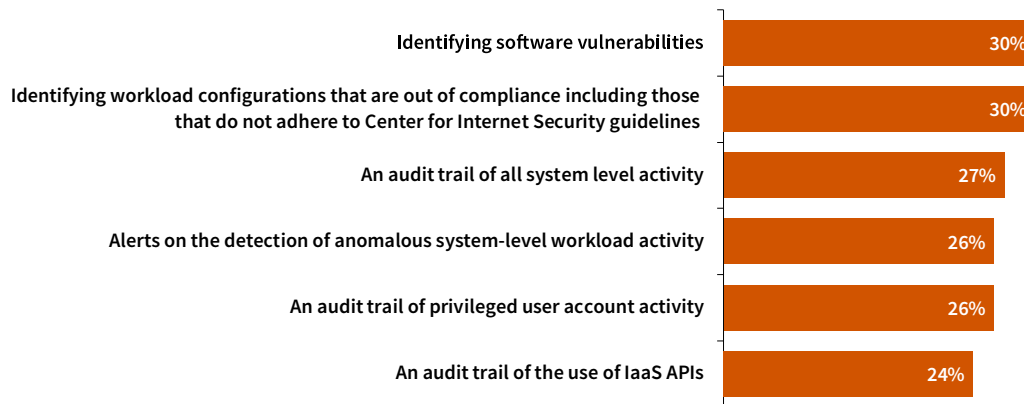 Identifying software vulnerabilities
30%
Identifying workload configurations that are out of compliance including those
that do not adhere to Center for Internet Security guidelines
30%
An audit trail of all system level activity
27%
Alerts on the detection of anomalous system-level workload activity
26%
An audit trail of privileged user account activity
26%
An audit trail of the use of IaaS APIs
24%